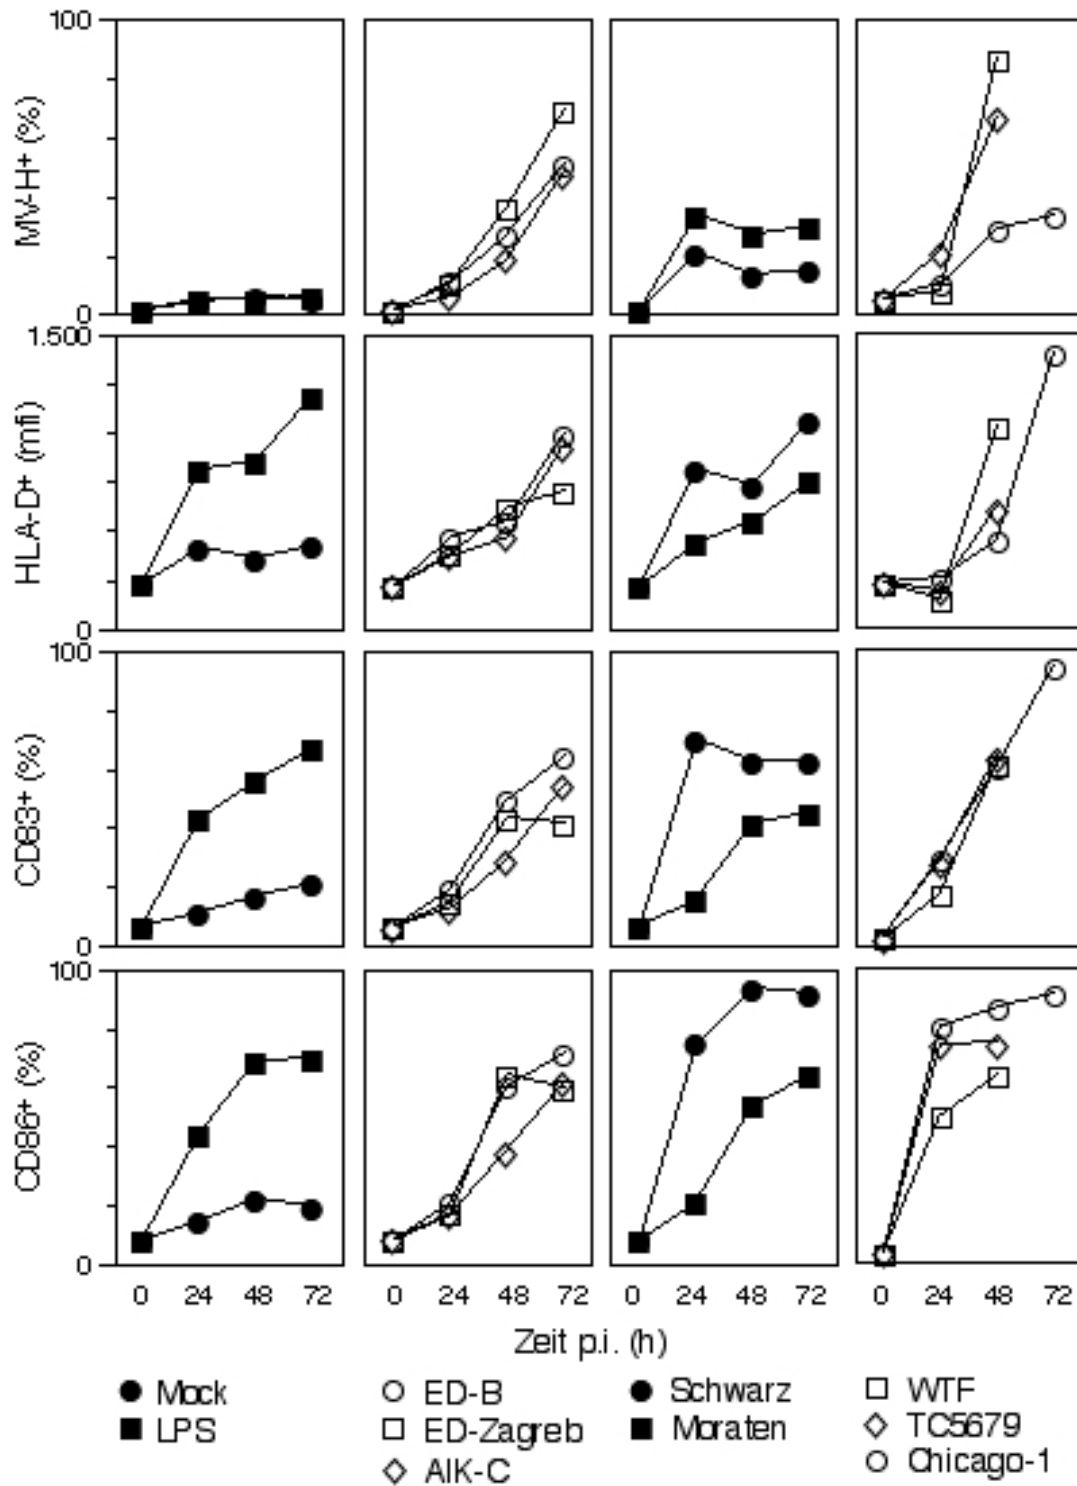 100
MV-H+ (%)
0
1.500
HLA-D+ (mfi)
0
100
CD83+ (%)
0
100
CD86+ (%)
0
0 24 48 72 0 24 48 72 0 24 48 72 0 24 48 72
Zeit p.i. (h)
Mock ED-B Schwarz WTF
LPS ED-Zagreb Moraten TC5679
AIK-C Chicago-1